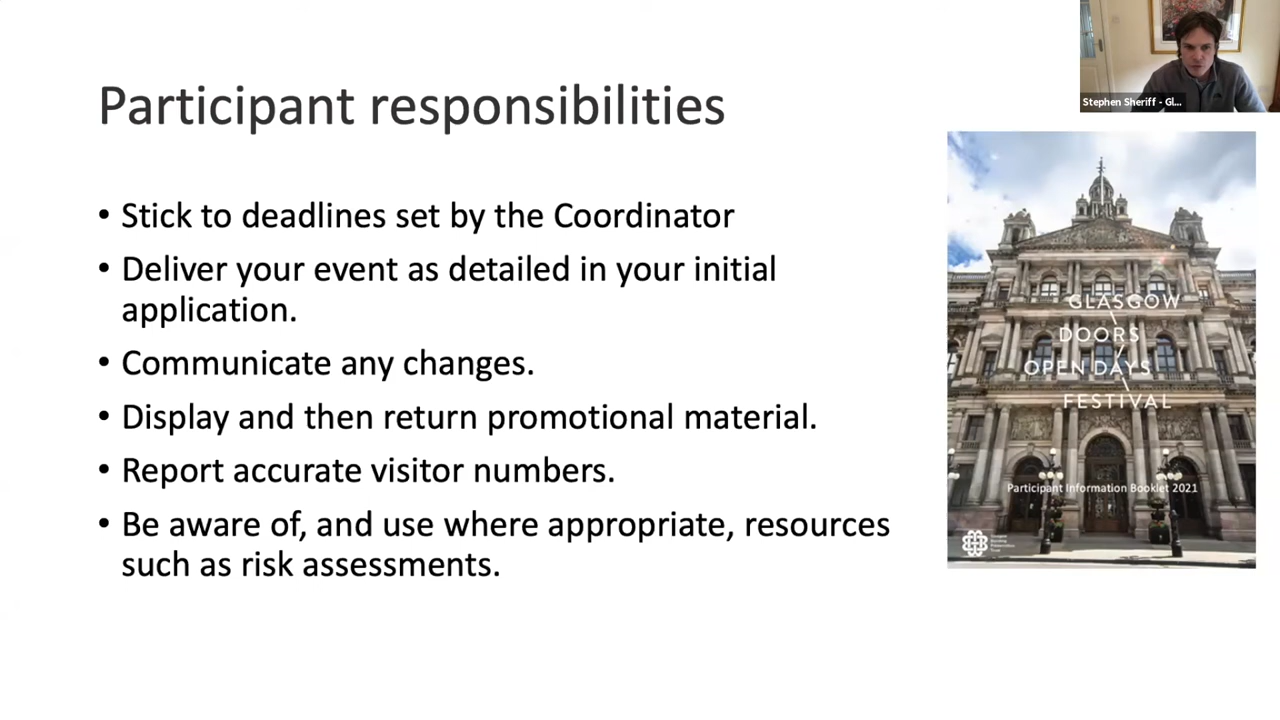 Participant responsibilities
Stephen Sheriff - Gl...
• Stick to deadlines set by the Coordinator
• Deliver your event as detailed in your initial
application.
• Communicate any changes.
• Display and then return promotional material.
• Report accurate visitor numbers.
• Be aware of, and use where appropriate, resources
such as risk assessments.
GLASGOW
DOORS
OPEN DAYS
FESTIVAL
Participant Information Booklet 2021